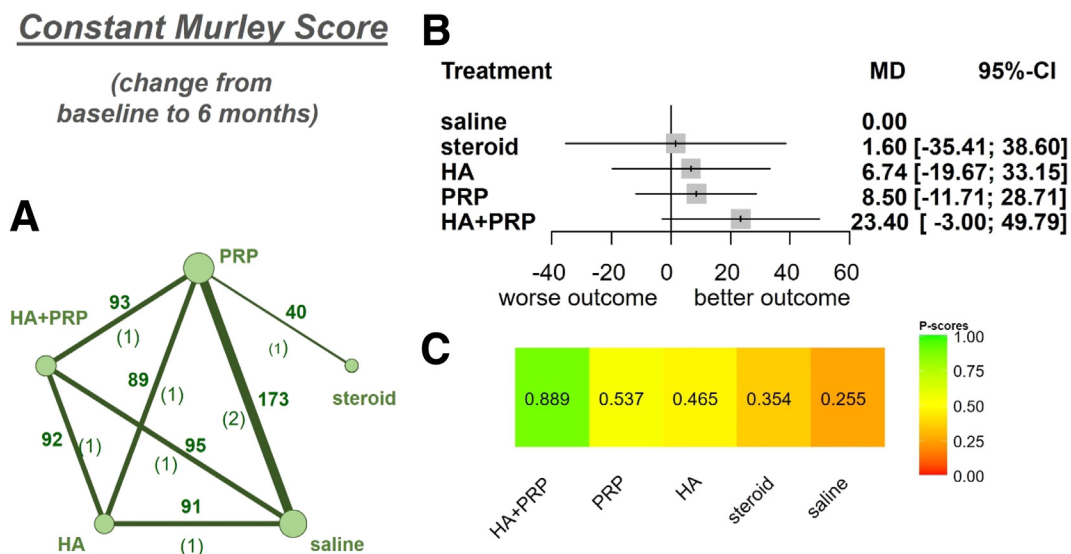 Constant Murley Score
(change from
baseline to 6 months)
A
PRP
HA+PRP
93
(1)
40
(1)
steroid
89
(1)
173
(2)
92
(1)
95
(1)
91
(1)
HA
saline
B
Treatment MD 95%-CI
saline 0.00
steroid 1.60 [-35.41; 38.60]
HA 6.74 [-19.67; 33.15]
PRP 8.50 [-11.71; 28.71]
HA+PRP 23.40 [ -3.00; 49.79]
-40 -20 0 20 40 60
worse outcome better outcome
C
0.889 0.537 0.465 0.354 0.255
HA+PRP PRP HA steroid saline
P-scores
1.00
0.75
0.50
0.25
0.00